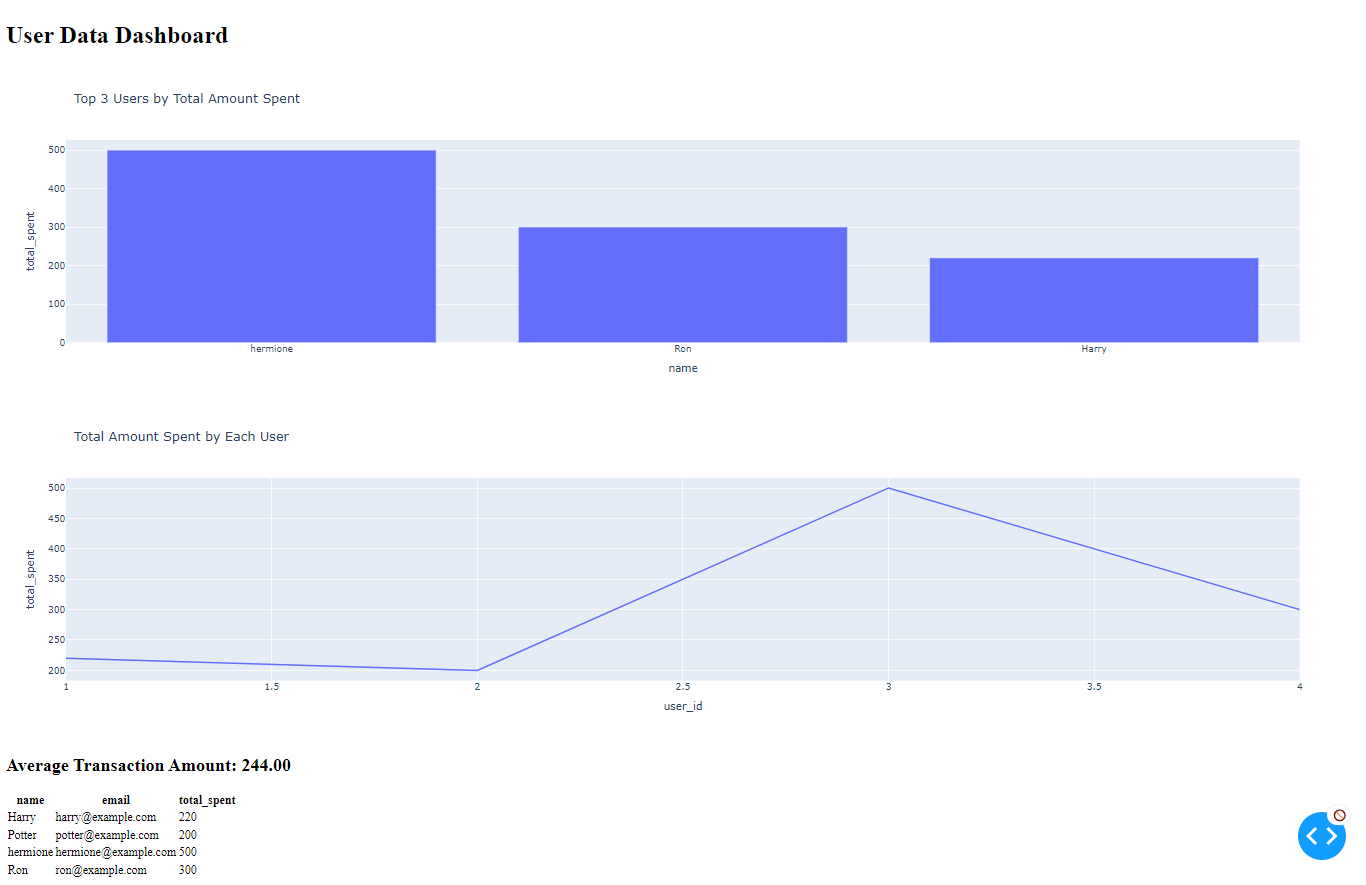 User Data Dashboard
Top 3 Users by Total Amount Spent
500
400
300
200
100
0
total_spent
hermione Ron Harry
name
Total Amount Spent by Each User
500
450
400
350
300
250
200
total_spent
1 1.5 2 2.5 3 3.5 4
user_id
Average Transaction Amount: 244.00
name email total_spent
Harry harry@example.com 220
Potter potter@example.com 200
hermione hermione@example.com 500
Ron ron@example.com 300